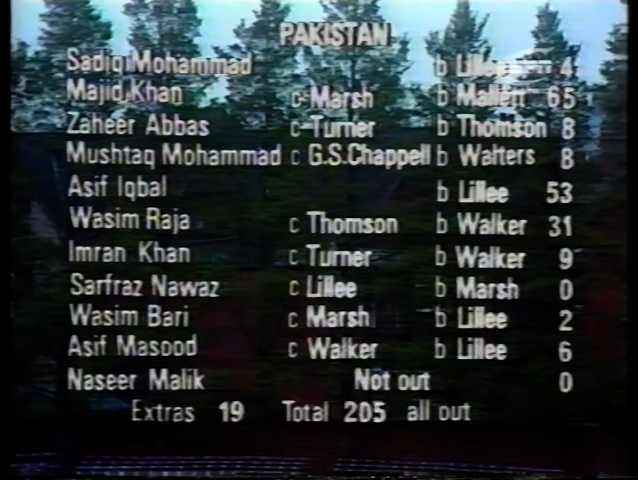 PAKISTAN
Sadiq Mohammad b Lillee 4
Majid Khan c Marsh b Mallett 65
Zaheer Abbas c Turner b Thomson 8
Mushtaq Mohammad c G.S.Chappell b Walters 8
Asif Iqbal b Lillee 53
Wasim Raja c Thomson b Walker 31
Imran Khan c Turner b Walker 9
Sarfraz Nawaz c Lillee b Marsh 0
Wasim Bari c Marsh b Lillee 2
Asif Masood c Walker b Lillee 6
Naseer Malik Not out 0
Extras 19 Total 205 all out